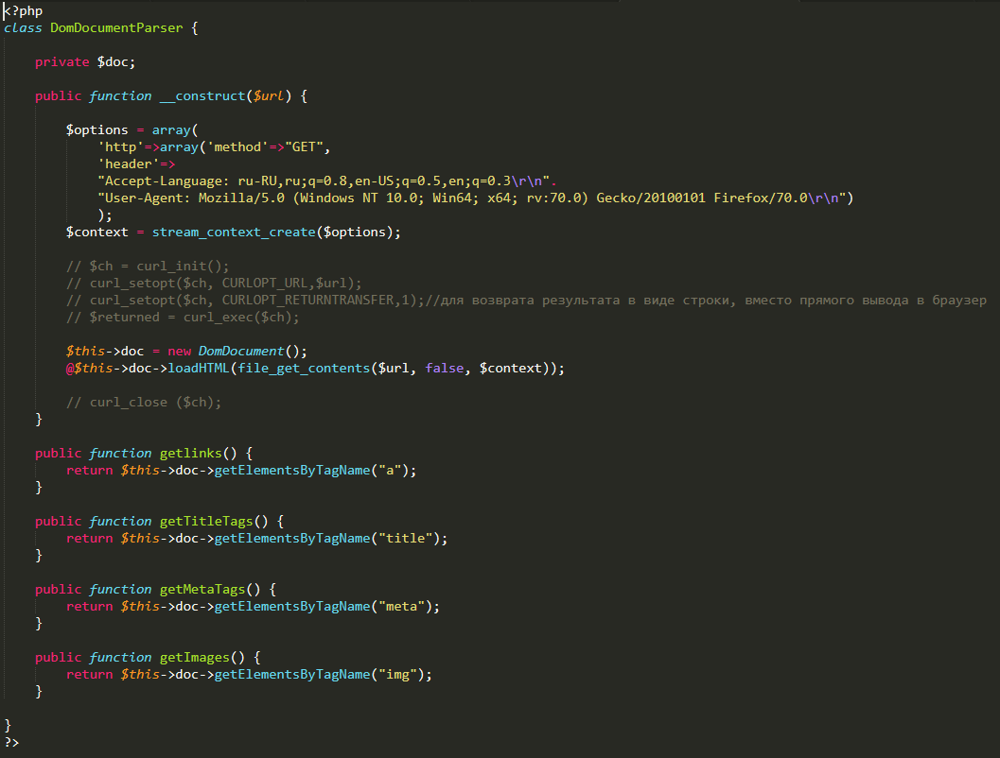 <?php
class DomDocumentParser {
private $doc;
public function __construct($url) {
$options = array(
'http'=>array('method'=>"GET",
'header'=>
"Accept-Language: ru-RU,ru;q=0.8,en-US;q=0.5,en;q=0.3\r\n".
"User-Agent: Mozilla/5.0 (Windows NT 10.0; Win64; x64; rv:70.0) Gecko/20100101 Firefox/70.0\r\n")
);
$context = stream_context_create($options);
// $ch = curl_init();
// curl_setopt($ch, CURLOPT_URL,$url);
// curl_setopt($ch, CURLOPT_RETURNTRANSFER,1);//для возврата результата в виде строки, вместо прямого вывода в браузер
// $returned = curl_exec($ch);
$this->doc = new DomDocument();
@$this->doc->loadHTML(file_get_contents($url, false, $context));
// curl_close ($ch);
}
public function getlinks() {
return $this->doc->getElementsByTagName("a");
}
public function getTitleTags() {
return $this->doc->getElementsByTagName("title");
}
public function getMetaTags() {
return $this->doc->getElementsByTagName("meta");
}
public function getImages() {
return $this->doc->getElementsByTagName("img");
}
}
?>